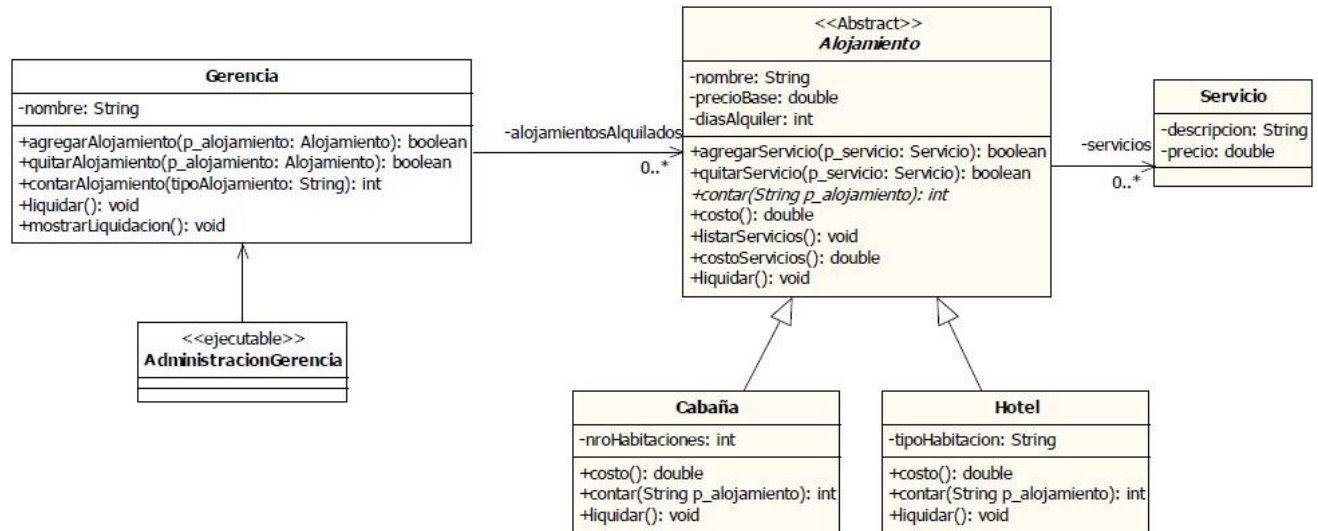 Gerencia
-nombre: String
+agregarAlojamiento(p_alojamiento: Alojamiento): boolean
+quitarAlojamiento(p_alojamiento: Alojamiento): boolean
+contarAlojamiento(tipoAlojamiento: String): int
+liquidar(): void
+mostrarLiquidacion(): void
<<ejecutable>>
AdministracionGerencia
-alojamientosAlquilados
0..*
<<Abstract>>
Alojamiento
-nombre: String
-precioBase: double
-diasAlquiler: int
+agregarServicio(p_servicio: Servicio): boolean
+quitarServicio(p_servicio: Servicio): boolean
+contar(String p_alojamiento): int
+costo(): double
+listarServicios(): void
+costoServicios(): double
+liquidar(): void
-servicios
0..*
Servicio
-descripcion: String
-precio: double
Cabaña
-nroHabitaciones: int
+costo(): double
+contar(String p_alojamiento): int
+liquidar(): void
Hotel
-tipoHabitacion: String
+costo(): double
+contar(String p_alojamiento): int
+liquidar(): void